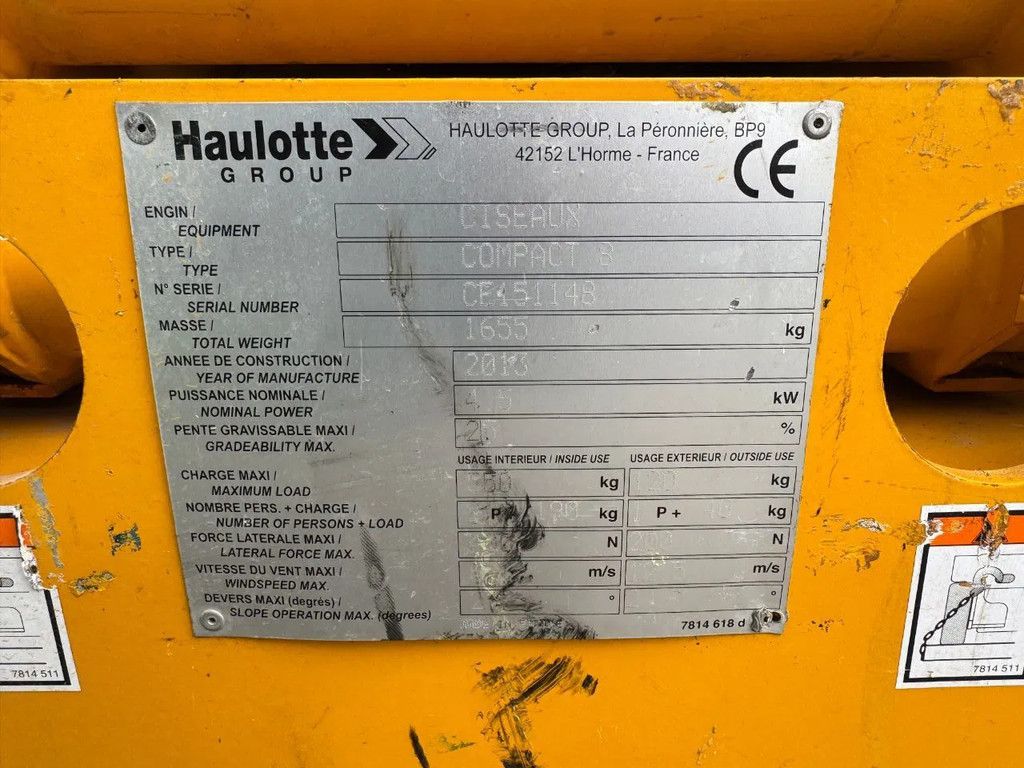 Haulotte
GROUP
HAULOTTE GROUP, La Péronnière, BP9
42152 L'Horme - France
CE
ENGIN /
EQUIPMENT
CISEAUX
TYPE /
TYPE
COMPACT 8
N° SERIE /
SERIAL NUMBER
CE151148
MASSE /
TOTAL WEIGHT
1655 kg
ANNEE DE CONSTRUCTION /
YEAR OF MANUFACTURE
2013
PUISSANCE NOMINALE /
NOMINAL POWER
kW
PENTE GRAVISSABLE MAXI /
GRADEABILITY MAX.
%
USAGE INTERIEUR / INSIDE USE USAGE EXTERIEUR / OUTSIDE USE
CHARGE MAXI /
MAXIMUM LOAD
kg kg
NOMBRE PERS. + CHARGE /
NUMBER OF PERSONS + LOAD
P kg P + kg
FORCE LATERALE MAXI /
LATERAL FORCE MAX.
N N
VITESSE DU VENT MAXI /
WINDSPEED MAX.
m/s m/s
DEVERS MAXI (degrès) /
SLOPE OPERATION MAX. (degrees)
° °
7814 618 d
7814 511
7814 511